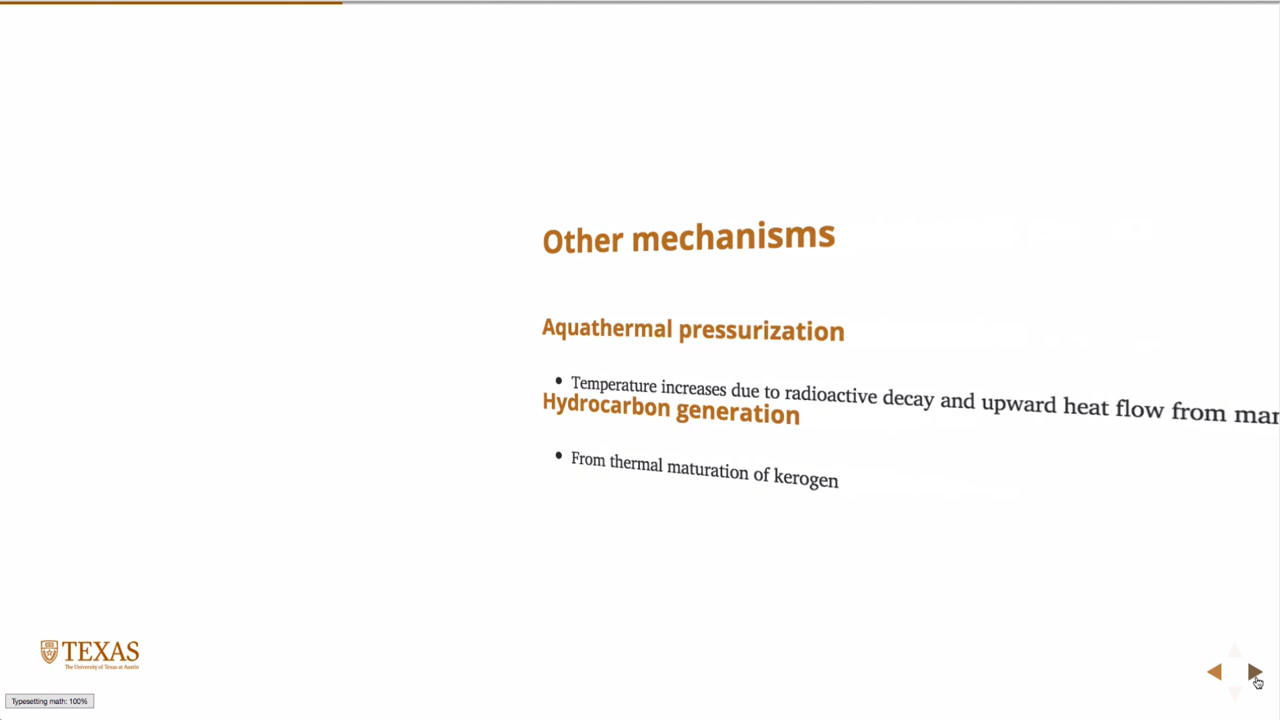 Other mechanisms
Aquathermal pressurization
• Temperature increases due to radioactive decay and upward heat flow from
Hydrocarbon generation
• From thermal maturation of kerogen
TEXAS
The University of Texas at Austin
Typesetting math: 100%